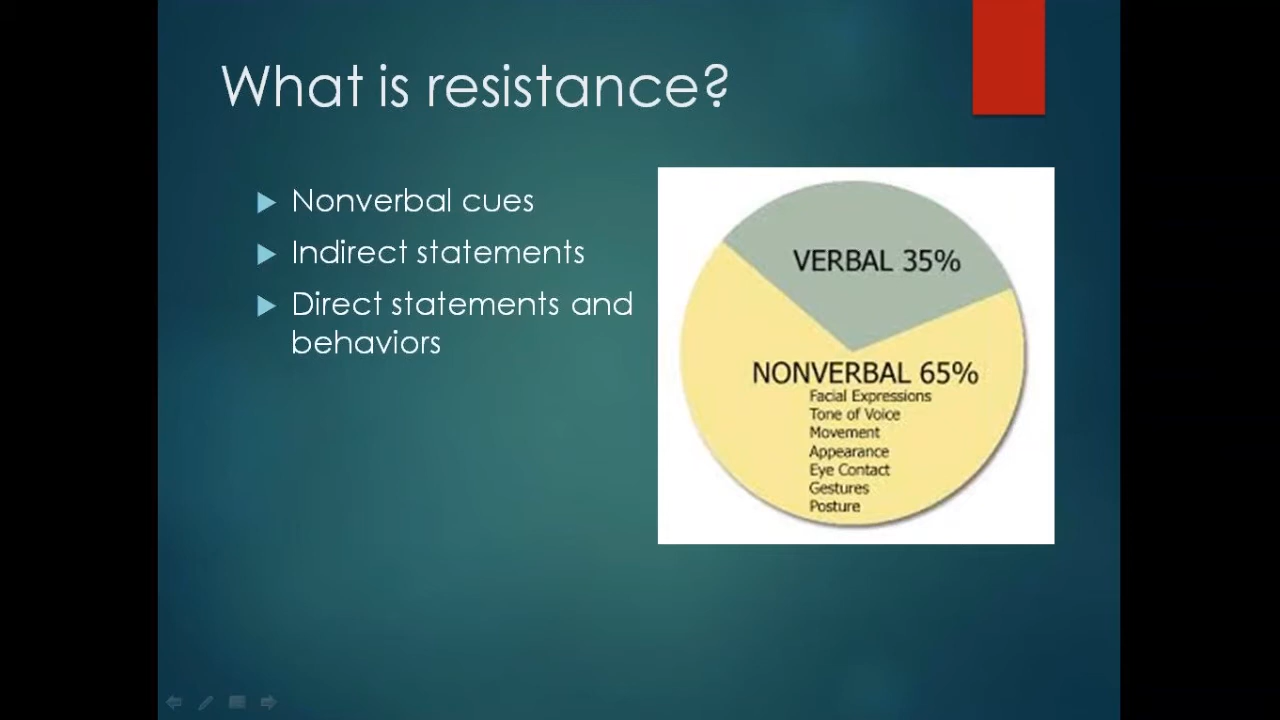 What is resistance?
Nonverbal cues
Indirect statements
Direct statements and
behaviors
VERBAL 35%
NONVERBAL 65%
Facial Expressions
Tone of Voice
Movement
Appearance
Eye Contact
Gestures
Posture